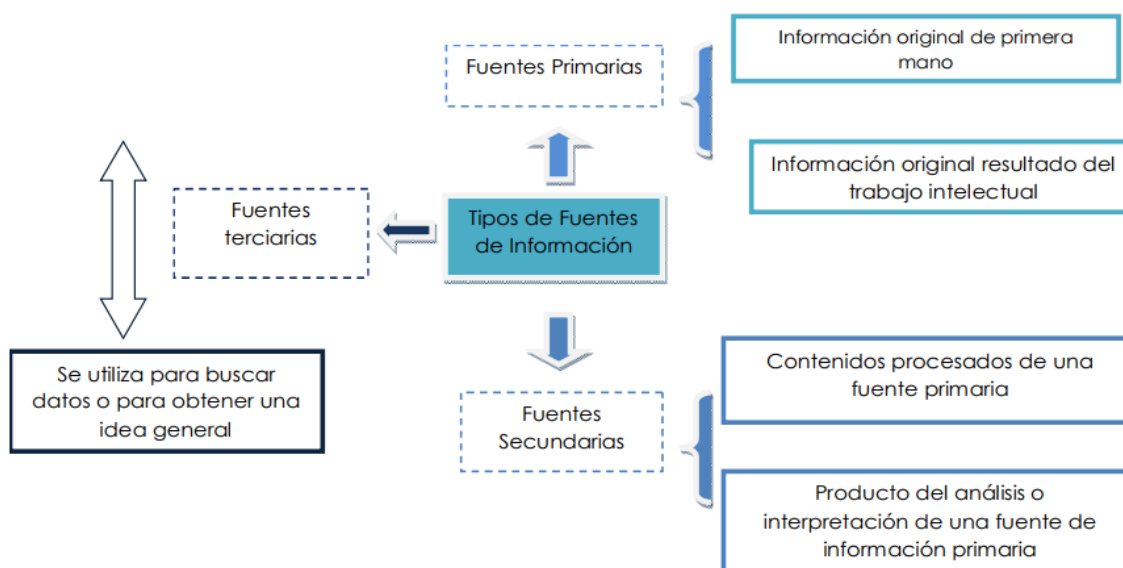 Fuentes Primarias
Información original de primera
mano
Información original resultado del
trabajo intelectual
Fuentes
terciarias
Tipos de Fuentes
de Información
Se utiliza para buscar
datos o para obtener una
idea general
Fuentes
Secundarias
Contenidos procesados de una
fuente primaria
Producto del análisis o
interpretación de una fuente de
información primaria